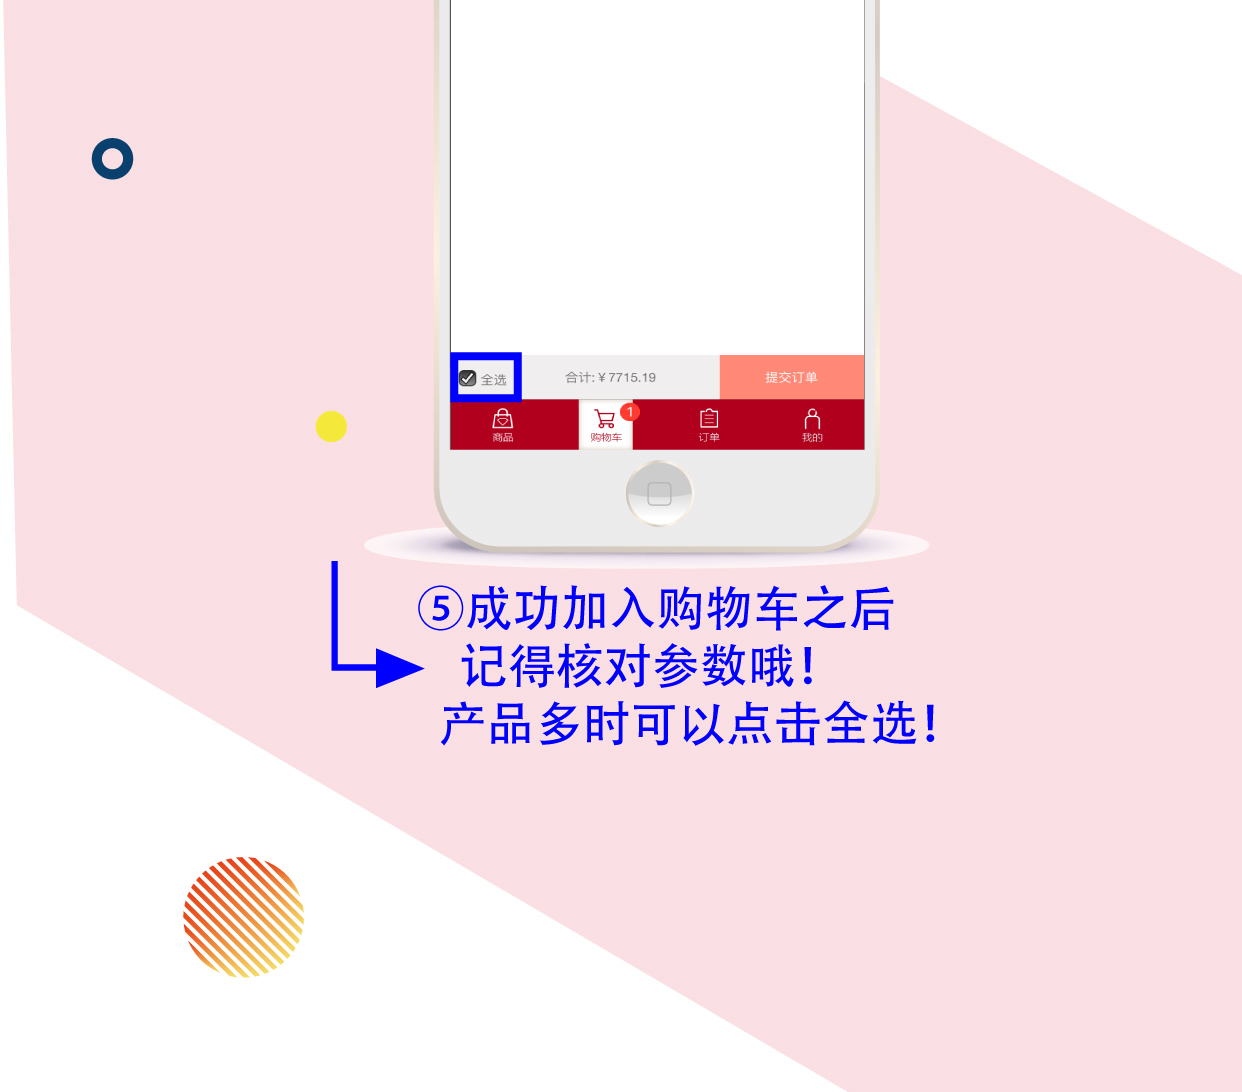 全选 合计:¥7715.19 提交订单
1
商品 购物车 订单 我的
⑤成功加入购物车之后
记得核对参数哦!
产品多时可以点击全选!